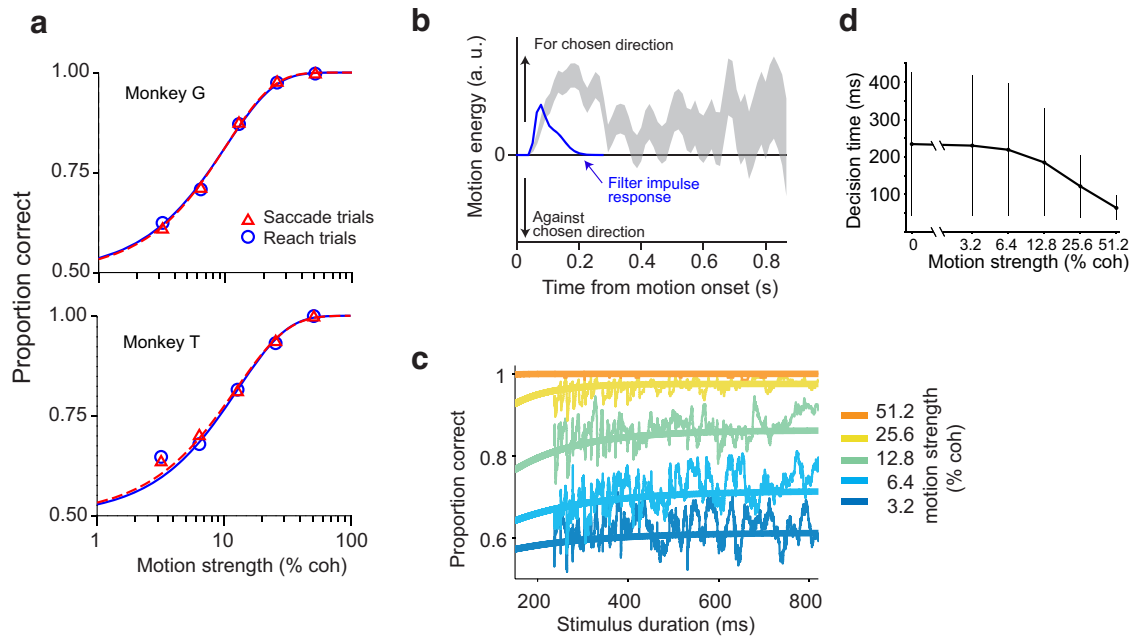 a
Proportion correct
1.00
Monkey G
0.75
Saccade trials
Reach trials
0.50
1.00
Monkey T
0.75
0.50
1
10
100
Motion strength (% coh)
b
Motion energy (a. u.)
For chosen direction
0
Filter impulse
response
Against
chosen direction
0
0.2
0.4
0.6
0.8
Time from motion onset (s)
c
Proportion correct
1
0.8
0.6
200
400
600
800
Stimulus duration (ms)
51.2
25.6
12.8
6.4
3.2
motion strength
(% coh)
d
Decision time (ms)
400
300
200
100
0
3.2
6.4
12.8
25.6
51.2
Motion strength (% coh)